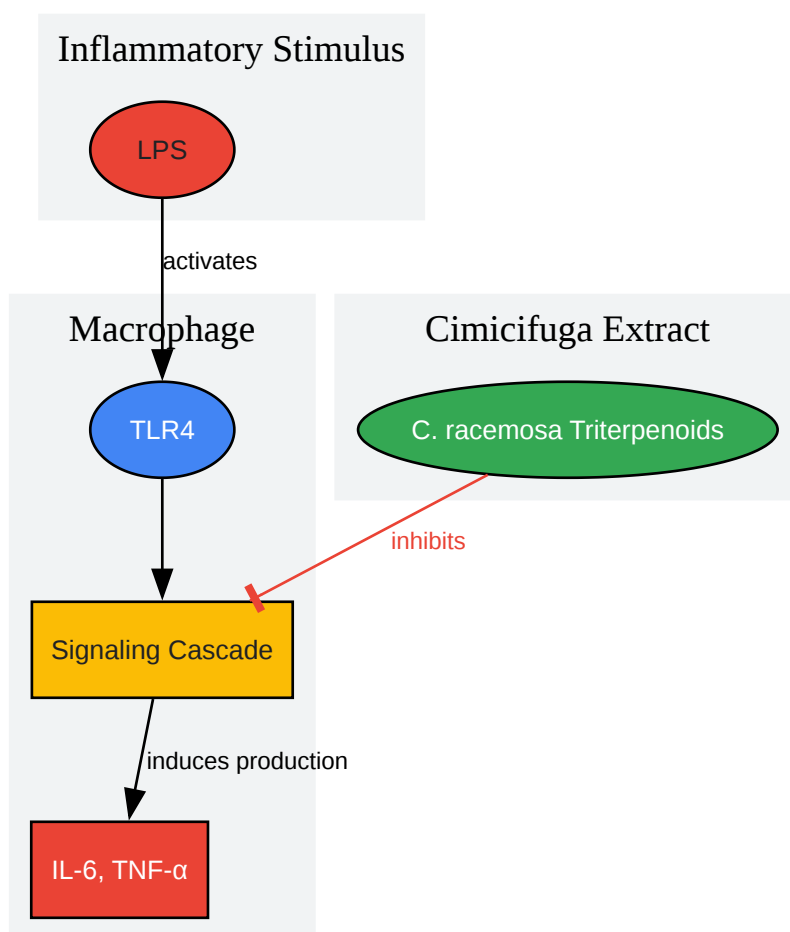 Inflammatory Stimulus
LPS
activates
Macrophage
Cimicifuga Extract
TLR4
C. racemosa Triterpenoids
inhibits
Signaling Cascade
induces production
IL-6, TNF-α